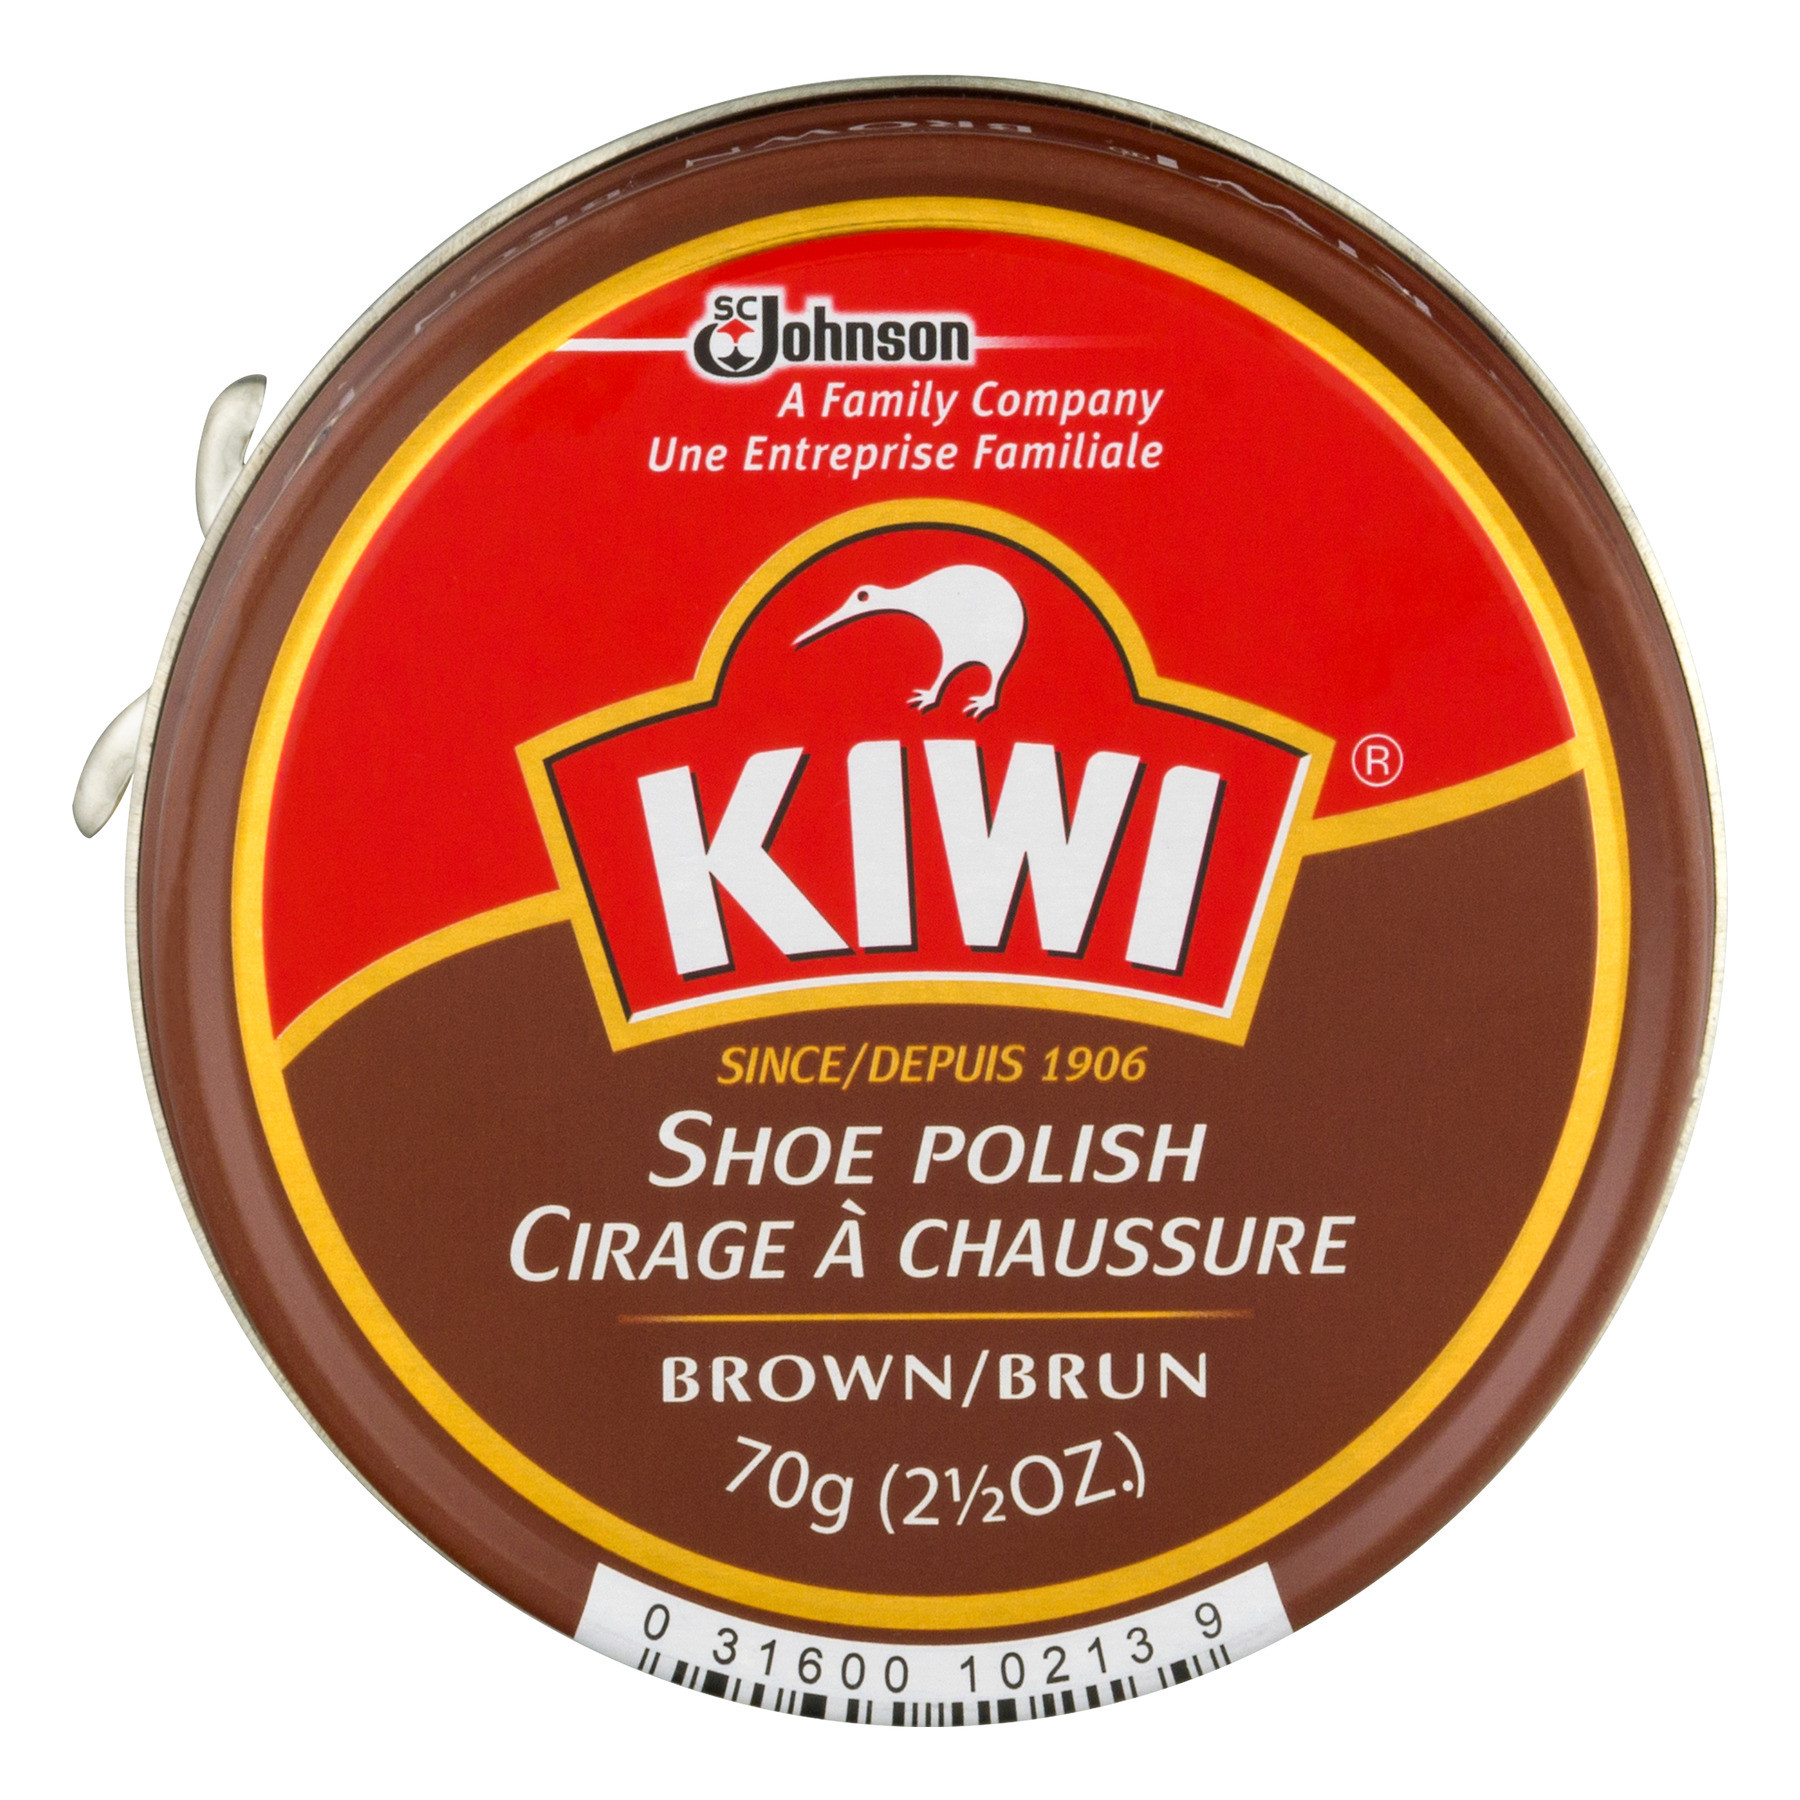 SC Johnson
A Family Company
Une Entreprise Familiale
KIWI ®
SINCE/DEPUIS 1906
SHOE POLISH
CIRAGE À CHAUSSURE
BROWN/BRUN
70g (2½OZ.)
0 31600 10213 9
BROWN